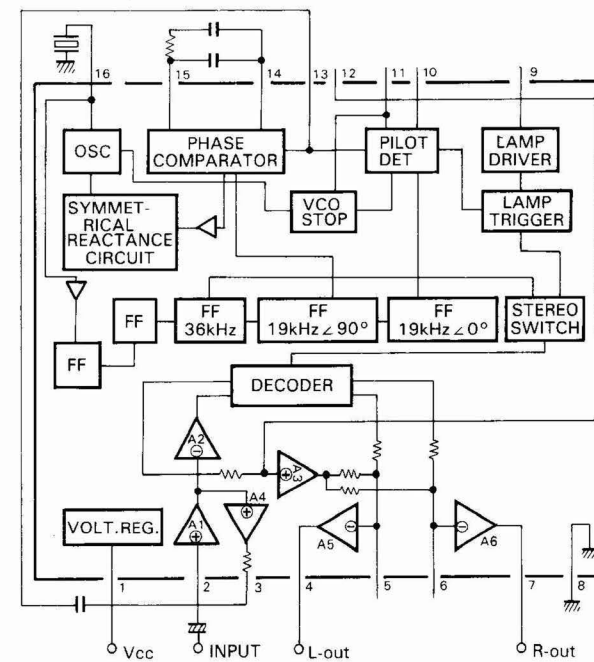 16 15 14 13 12 11 10 9
OSC
PHASE
COMPARATOR
PILOT
DET
LAMP
DRIVER
SYMMET-
RICAL
REACTANCE
CIRCUIT
VCO
STOP
LAMP
TRIGGER
FF
FF
FF
36kHz
FF
19kHz∠90°
FF
19kHz∠0°
STEREO
SWITCH
DECODER
A2
⊖
A3
⊕
A4
⊕
VOLT.REG.
A1
⊕
A5
⊖
A6
⊖
1 2 3 4 5 6 7 8
Vcc INPUT L-out R-out